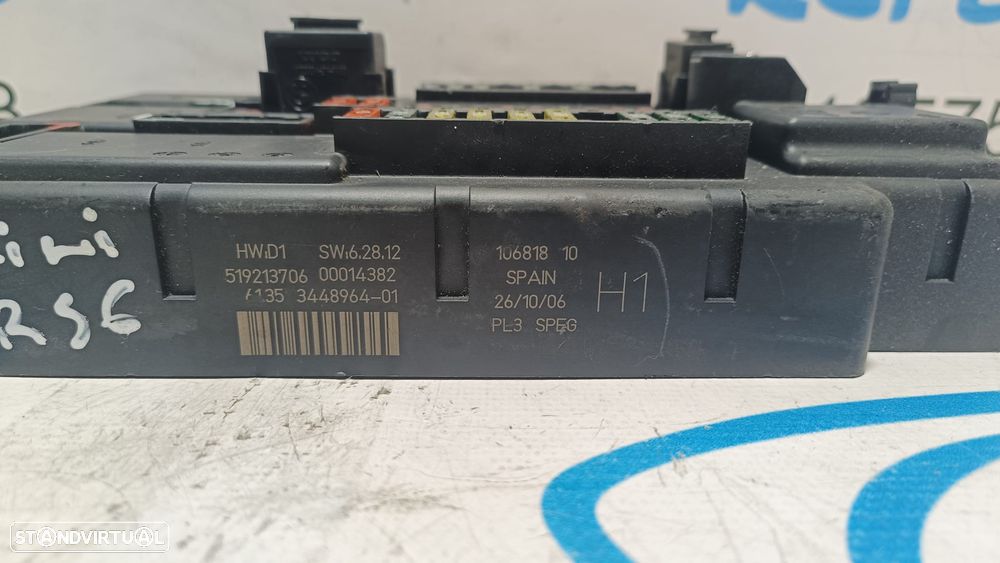 HW:D1 SW:6.28.12
519213706 00014382
6135 3448964-01
106818 10
SPAIN
26/10/06
PL3 SPEG
H1
R56
STANDVIRTUAL